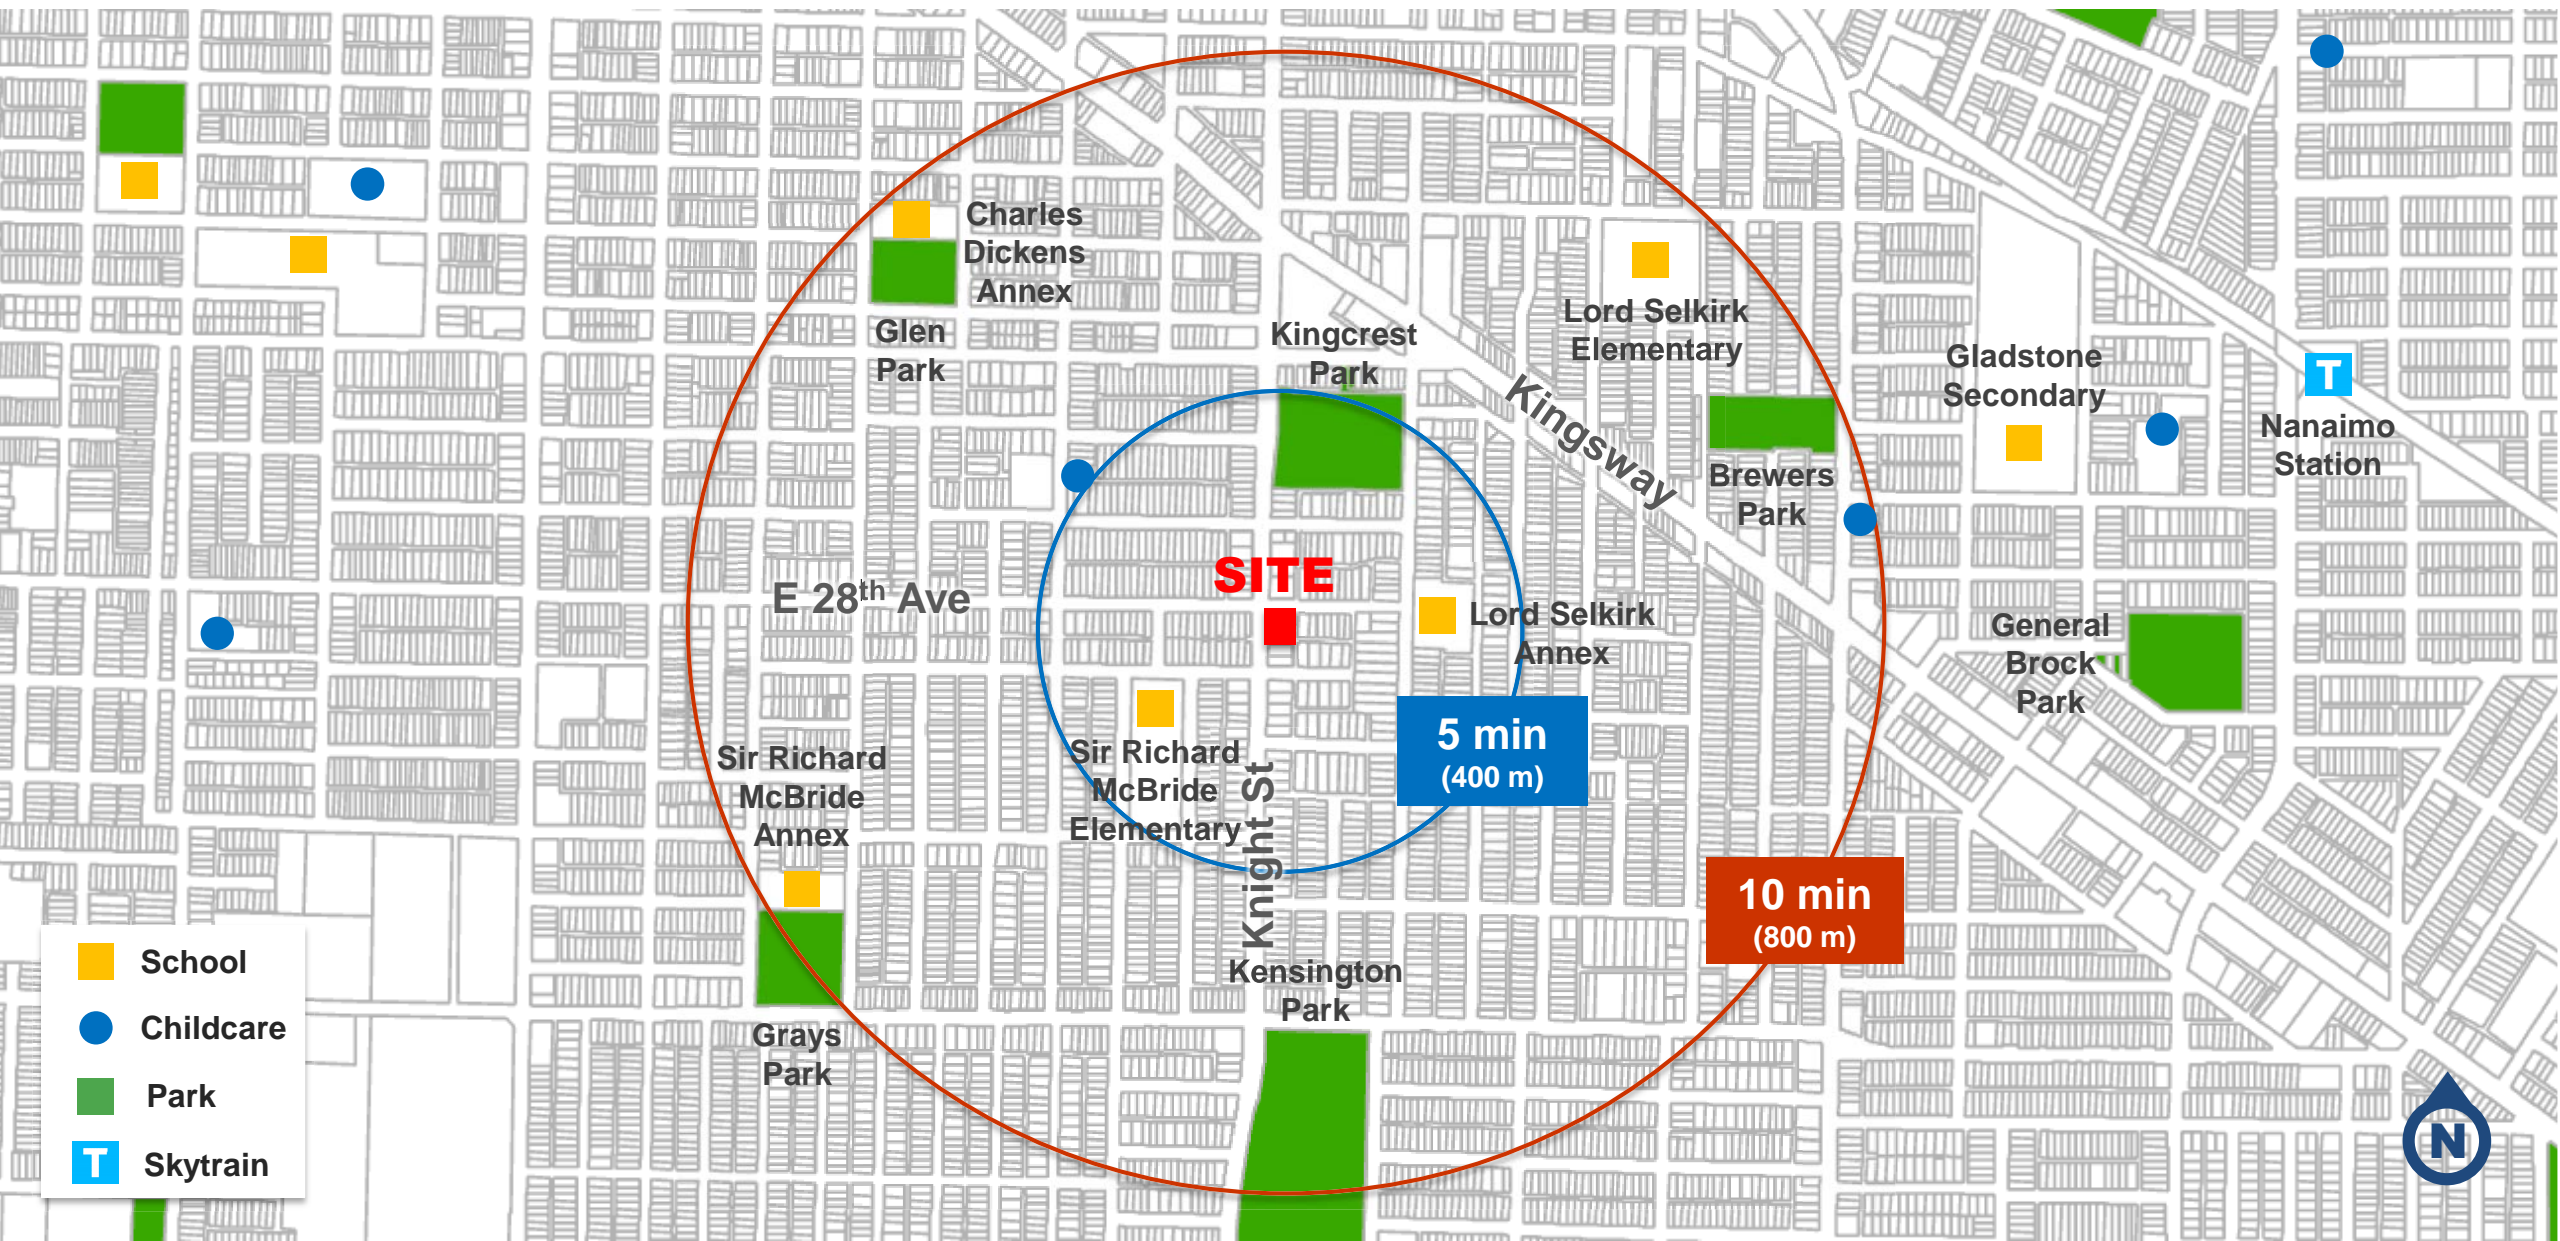 Charles
Dickens
Annex
Glen
Park
Kingcrest
Park
Lord Selkirk
Elementary
Kingsway
Gladstone
Secondary
T
Nanaimo
Station
Brewers
Park
E 28th Ave
SITE
Lord Selkirk
Annex
General
Brock
Park
5 min
(400 m)
Sir Richard
McBride
Annex
Sir Richard
McBride
Elementary
Knight St
10 min
(800 m)
Kensington
Park
Grays
Park
School
Childcare
Park
T Skytrain
N